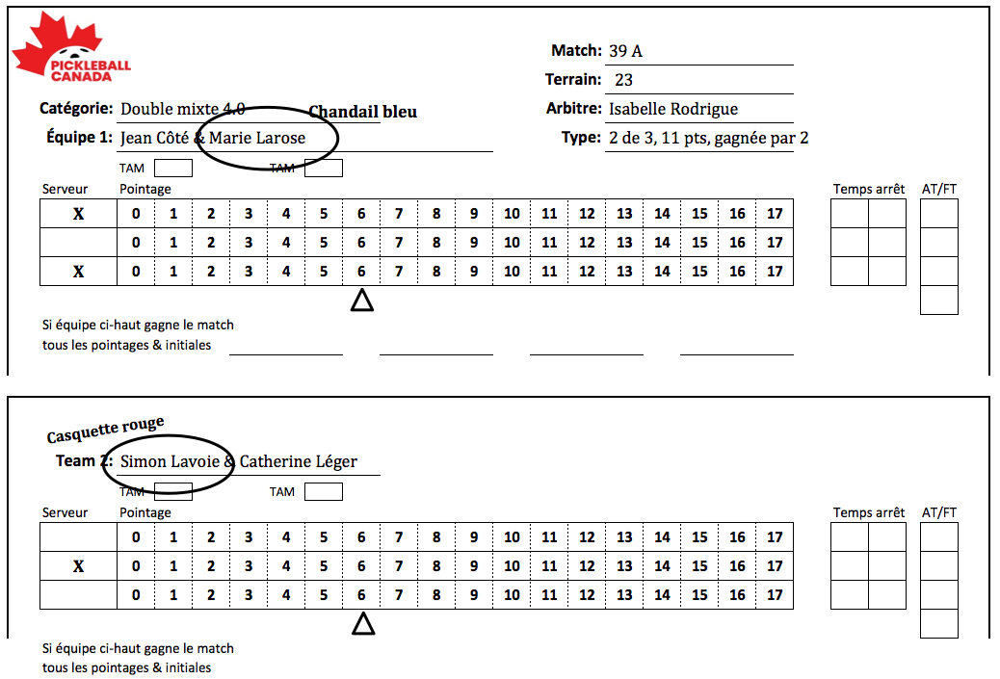 PICKLEBALL
CANADA
Match: 39 A
Terrain: 23
Catégorie: Double mixte 4.0 Chandail bleu Arbitre: Isabelle Rodrigue
Équipe 1: Jean Côté & Marie Larose Type: 2 de 3, 11 pts, gagnée par 2
TAM TAM
Serveur Pointage Temps arrêt AT/FT
X 0 1 2 3 4 5 6 7 8 9 10 11 12 13 14 15 16 17
0 1 2 3 4 5 6 7 8 9 10 11 12 13 14 15 16 17
X 0 1 2 3 4 5 6 7 8 9 10 11 12 13 14 15 16 17
Si équipe ci-haut gagne le match
tous les pointages & initiales
Casquette rouge
Team 2: Simon Lavoie & Catherine Léger
TAM TAM
Serveur Pointage Temps arrêt AT/FT
0 1 2 3 4 5 6 7 8 9 10 11 12 13 14 15 16 17
X 0 1 2 3 4 5 6 7 8 9 10 11 12 13 14 15 16 17
0 1 2 3 4 5 6 7 8 9 10 11 12 13 14 15 16 17
Si équipe ci-haut gagne le match
tous les pointages & initiales